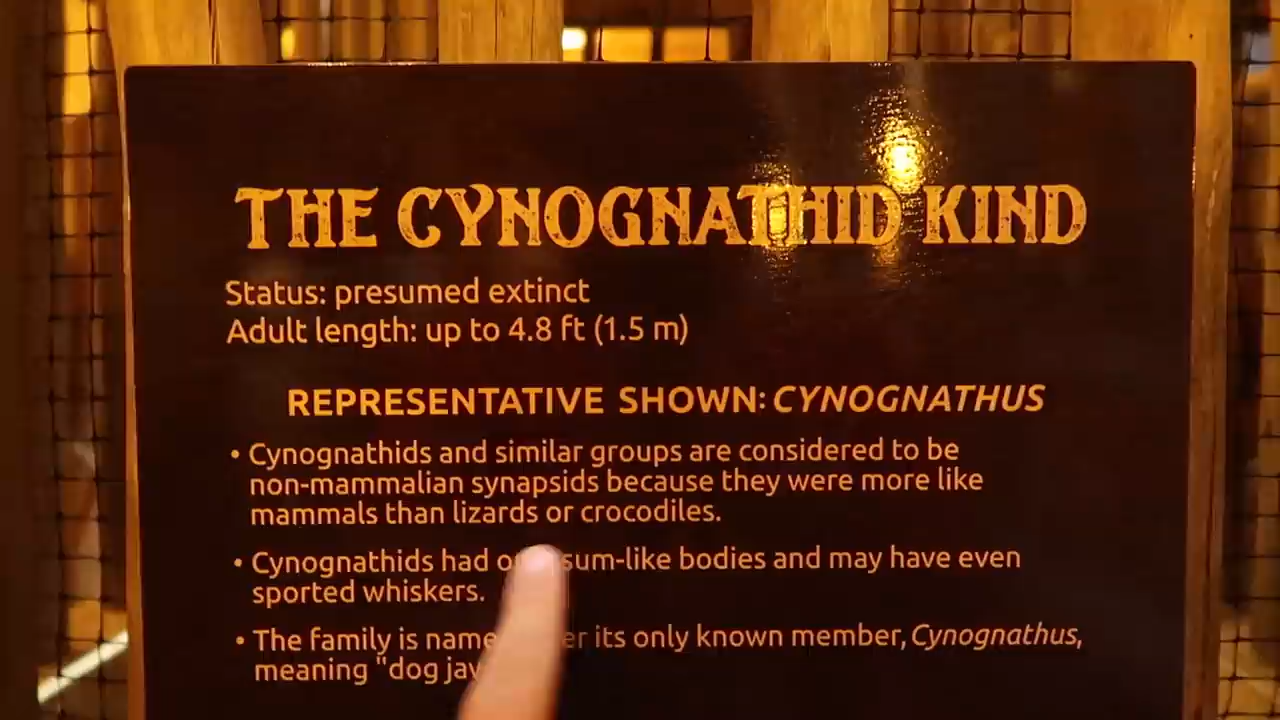 THE CYNOGNATHID KIND
Status: presumed extinct
Adult length: up to 4.8 ft (1.5 m)
REPRESENTATIVE SHOWN: CYNOGNATHUS
• Cynognathids and similar groups are considered to be
non-mammalian synapsids because they were more like
mammals than lizards or crocodiles.
• Cynognathids had sum-like bodies and may have even
sported whiskers.
• The family is name er its only known member, Cynognathus,
meaning "dog